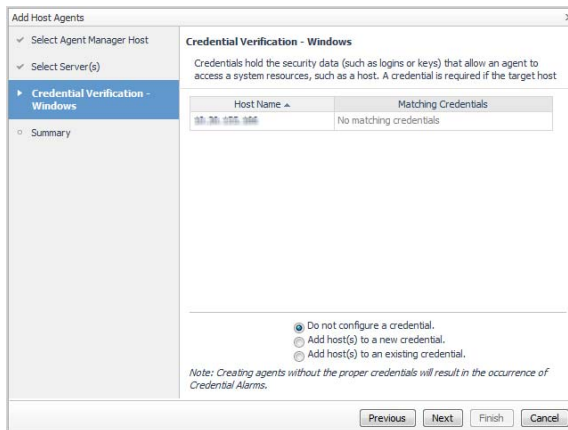 Add Host Agents
Select Agent Manager Host
Select Server(s)
Credential Verification -
Windows
Summary
Credential Verification - Windows
Credentials hold the security data (such as logins or keys) that allow an agent to
access a system resources, such as a host. A credential is required if the target host
Host Name
Matching Credentials
No matching credentials
Do not configure a credential.
Add host(s) to a new credential.
Add host(s) to an existing credential.
Note: Creating agents without the proper credentials will result in the occurrence of
Credential Alarms.
Previous
Next
Finish
Cancel